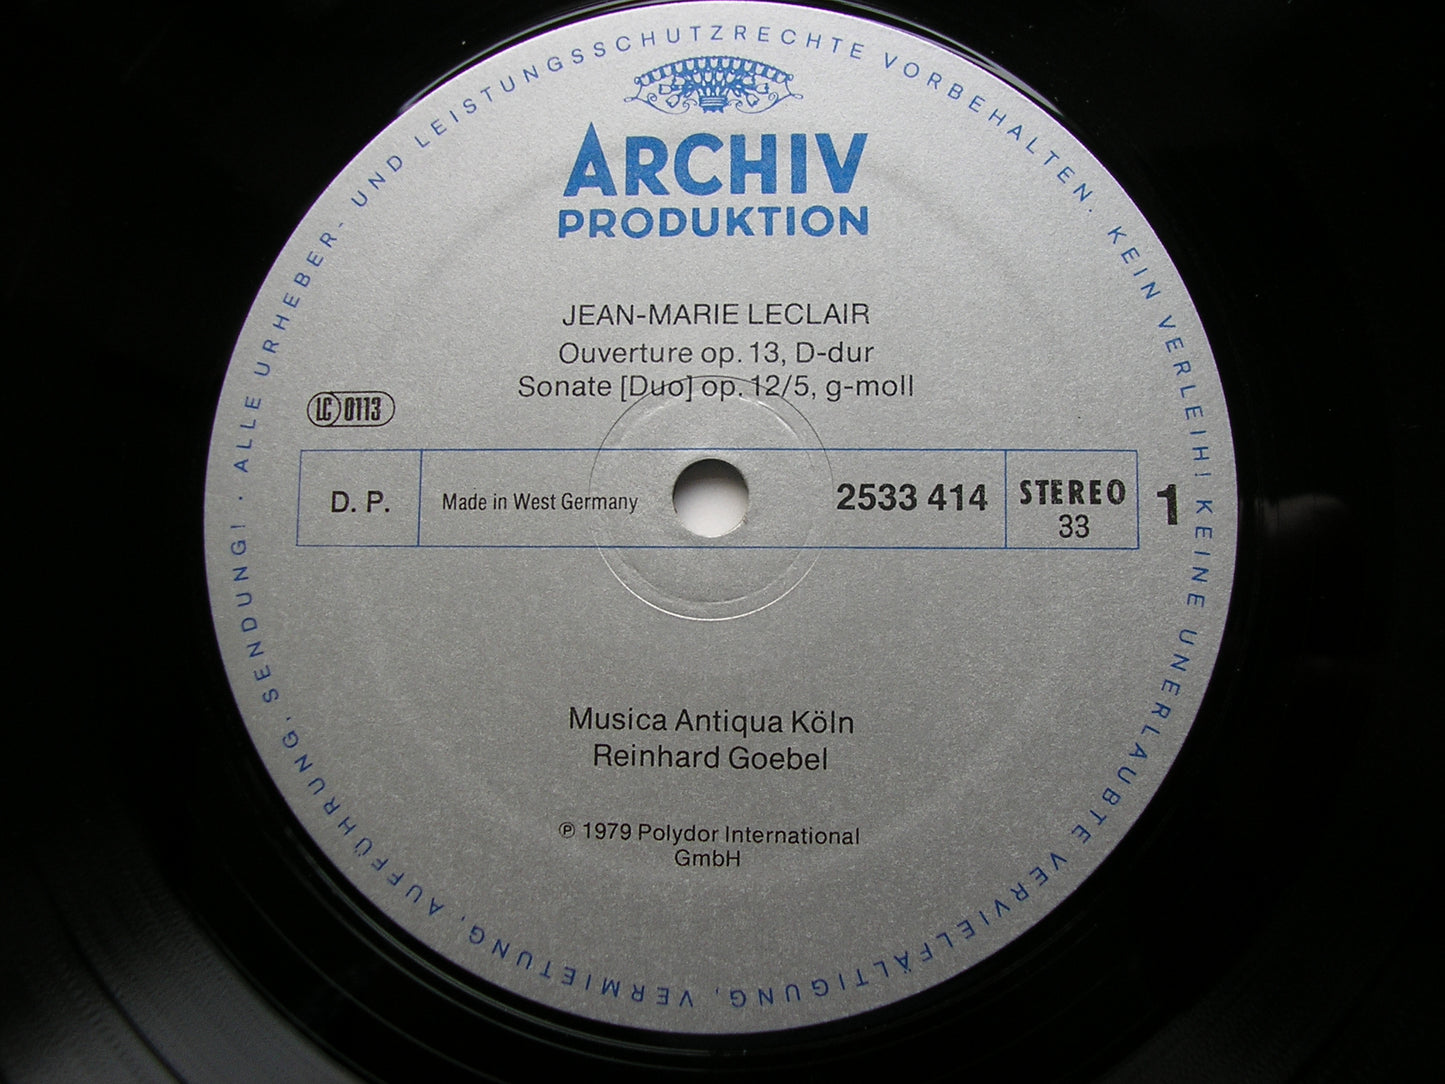 ALLE URHEBER- UND LEISTUNGSSCHUTZRECHTE VORBEHALTEN· KEIN VERLEIH! KEINE UNERLAUBTE VERVIELFÄLTIGUNG, VERMIETUNG, AUFFÜHRUNG, SENDUNG! ·
ARCHIV
PRODUKTION
JEAN-MARIE LECLAIR
Ouverture op. 13, D-dur
Sonate [Duo] op. 12/5, g-moll
LC 0113
D. P. Made in West Germany 2533 414 STEREO 1
33
Musica Antiqua Köln
Reinhard Goebel
℗ 1979 Polydor International
GmbH